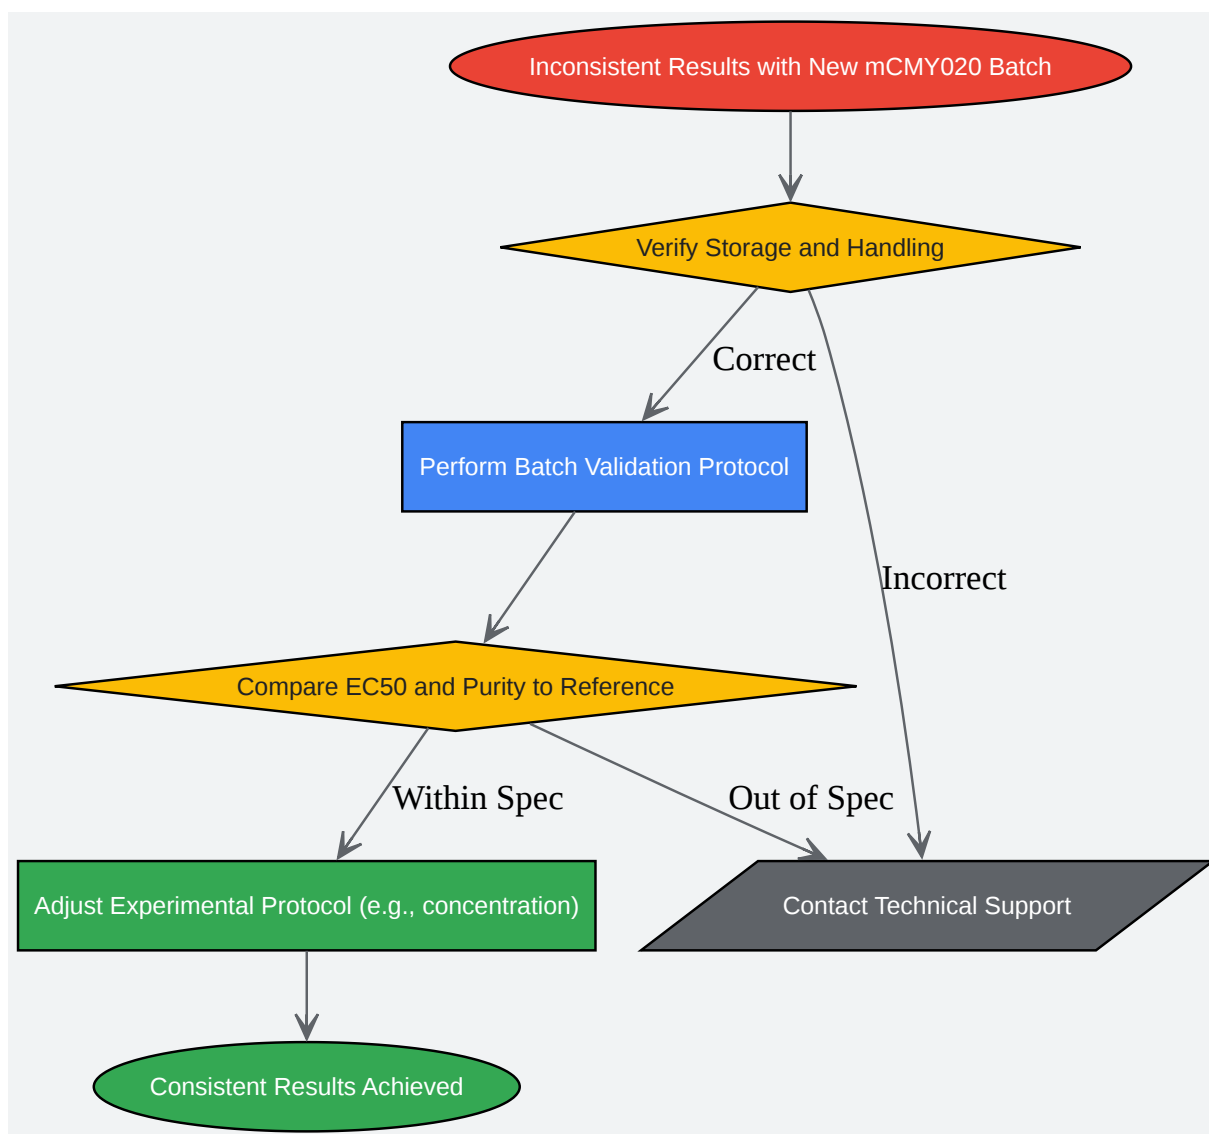 Inconsistent Results with New mCMY020 Batch
Verify Storage and Handling
Correct
Perform Batch Validation Protocol
Incorrect
Compare EC50 and Purity to Reference
Within Spec
Out of Spec
Adjust Experimental Protocol (e.g., concentration)
Contact Technical Support
Consistent Results Achieved